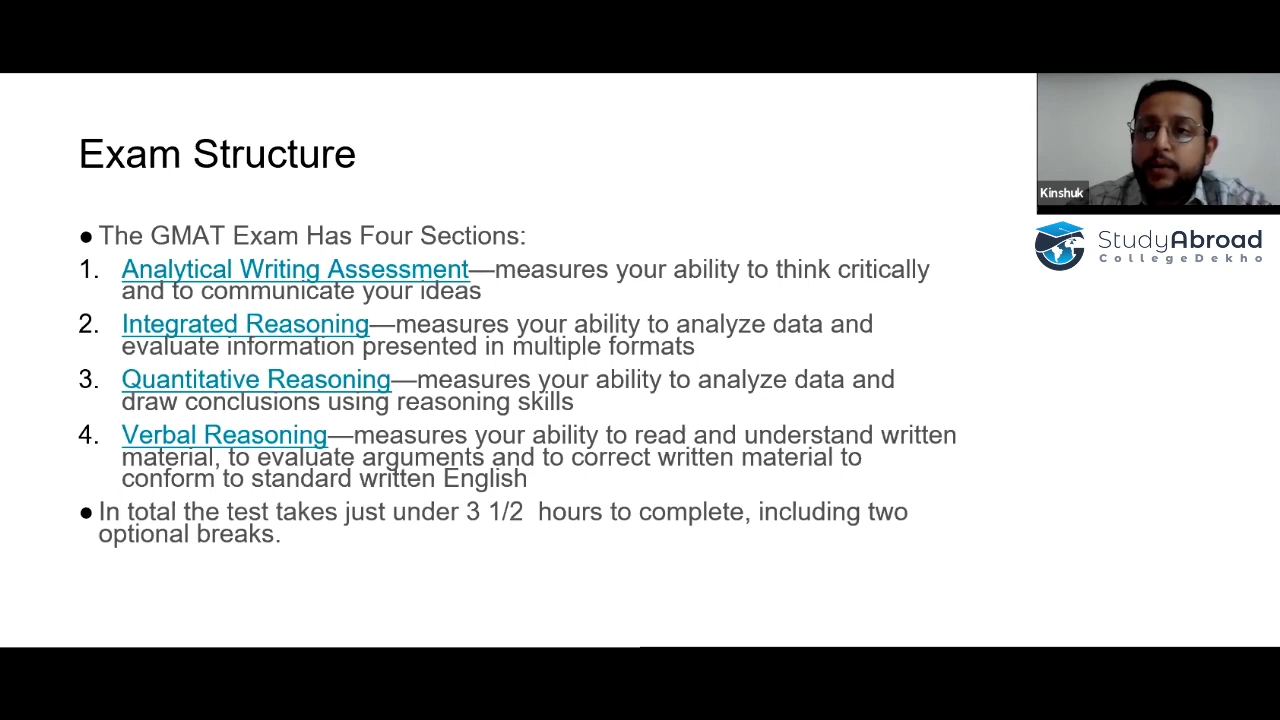 Exam Structure
● The GMAT Exam Has Four Sections:
1. Analytical Writing Assessment—measures your ability to think critically
and to communicate your ideas
2. Integrated Reasoning—measures your ability to analyze data and
evaluate information presented in multiple formats
3. Quantitative Reasoning—measures your ability to analyze data and
draw conclusions using reasoning skills
4. Verbal Reasoning—measures your ability to read and understand written
material, to evaluate arguments and to correct written material to
conform to standard written English
● In total the test takes just under 3 1/2 hours to complete, including two
optional breaks.
Kinshuk
StudyAbroad
CollegeDekho